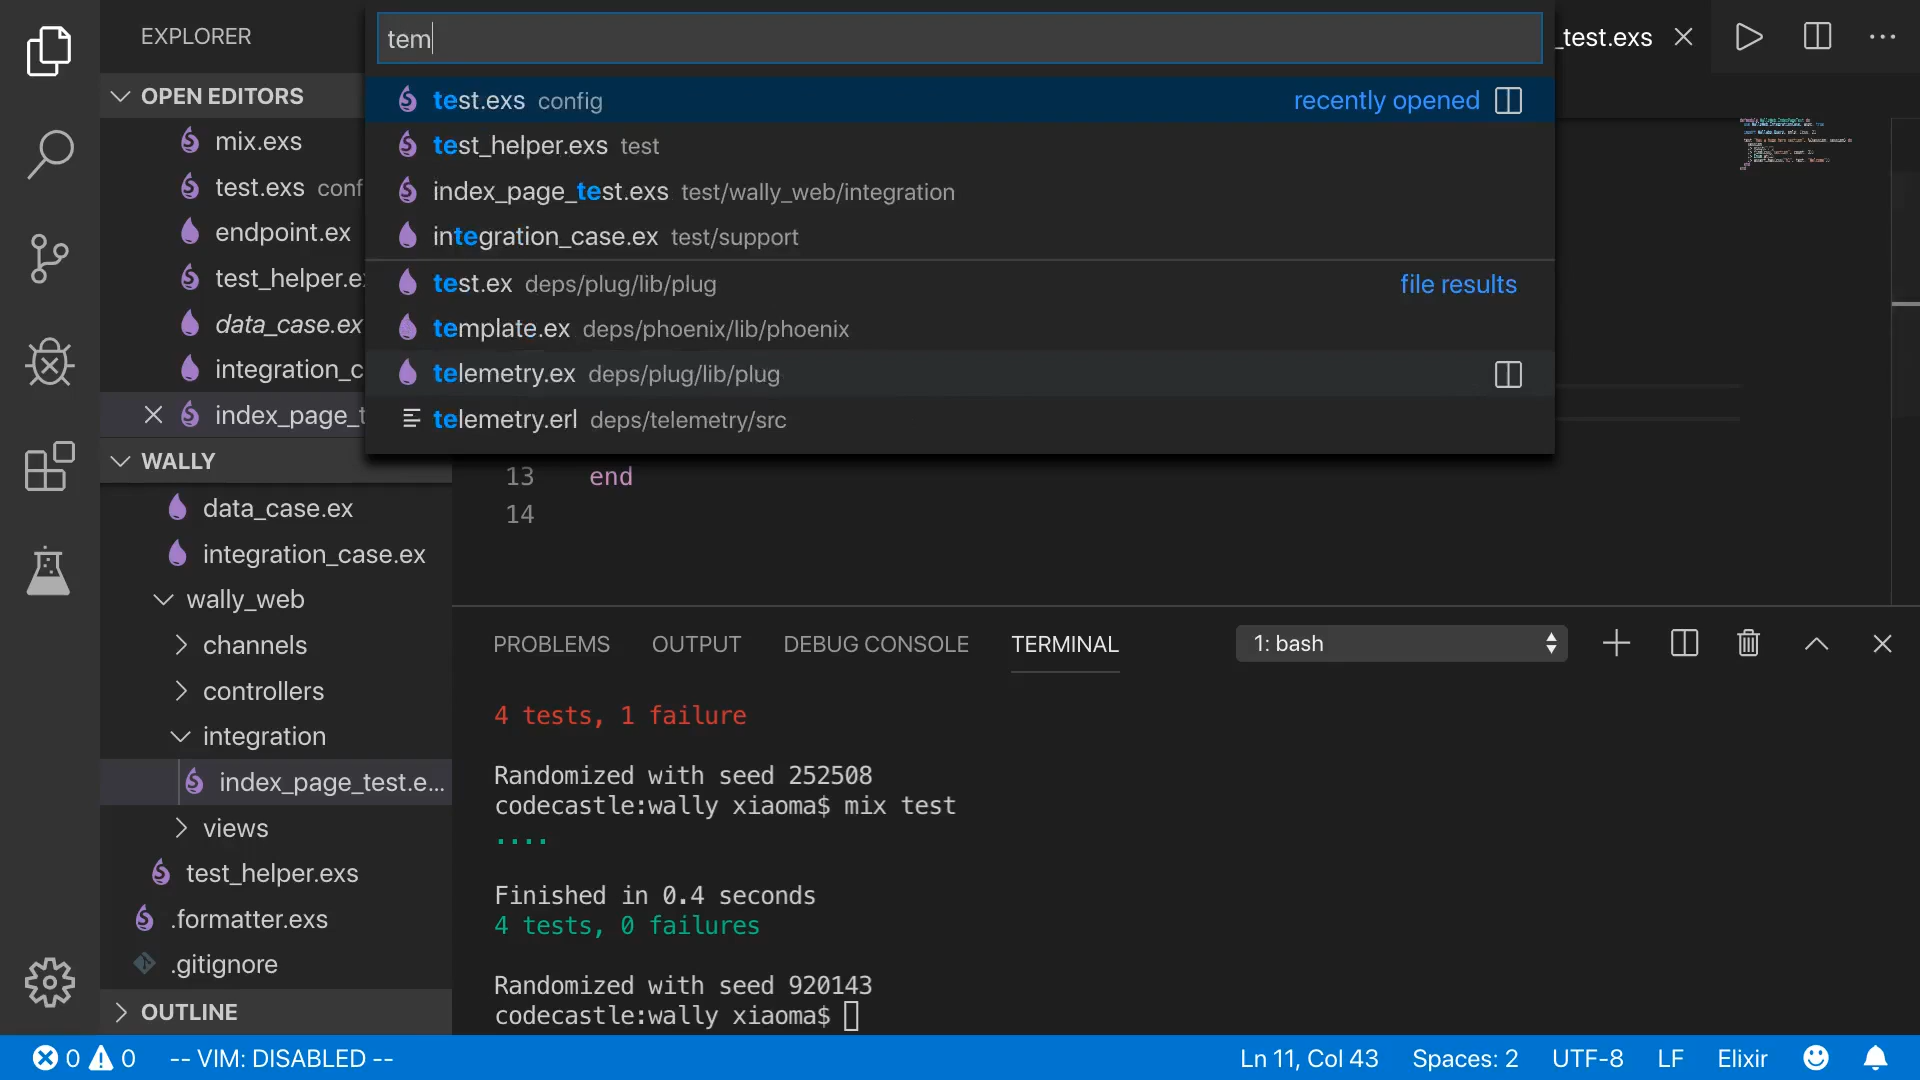 EXPLORER
OPEN EDITORS
mix.exs
test.exs conf
endpoint.ex
test_helper.ex
data_case.ex
integration_c
index_page_t
WALLY
data_case.ex
integration_case.ex
wally_web
channels
controllers
integration
index_page_test.e...
views
test_helper.exs
.formatter.exs
.gitignore
OUTLINE
tem
_test.exs
test.exs config recently opened
test_helper.exs test
index_page_test.exs test/wally_web/integration
integration_case.ex test/support
test.ex deps/plug/lib/plug file results
template.ex deps/phoenix/lib/phoenix
telemetry.ex deps/plug/lib/plug
telemetry.erl deps/telemetry/src
13 end
14
PROBLEMS OUTPUT DEBUG CONSOLE TERMINAL 1: bash
4 tests, 1 failure
Randomized with seed 252508
codecastle:wally xiaoma$ mix test
....
Finished in 0.4 seconds
4 tests, 0 failures
Randomized with seed 920143
codecastle:wally xiaoma$
0 0 -- VIM: DISABLED -- Ln 11, Col 43 Spaces: 2 UTF-8 LF Elixir